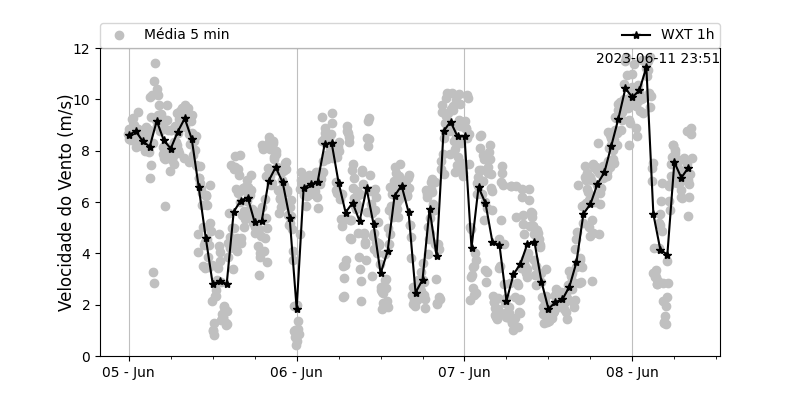 Média 5 min
WXT 1h
2023-06-11 23:51
Velocidade do Vento (m/s)
12
10
8
6
4
2
0
05 - Jun
06 - Jun
07 - Jun
08 - Jun